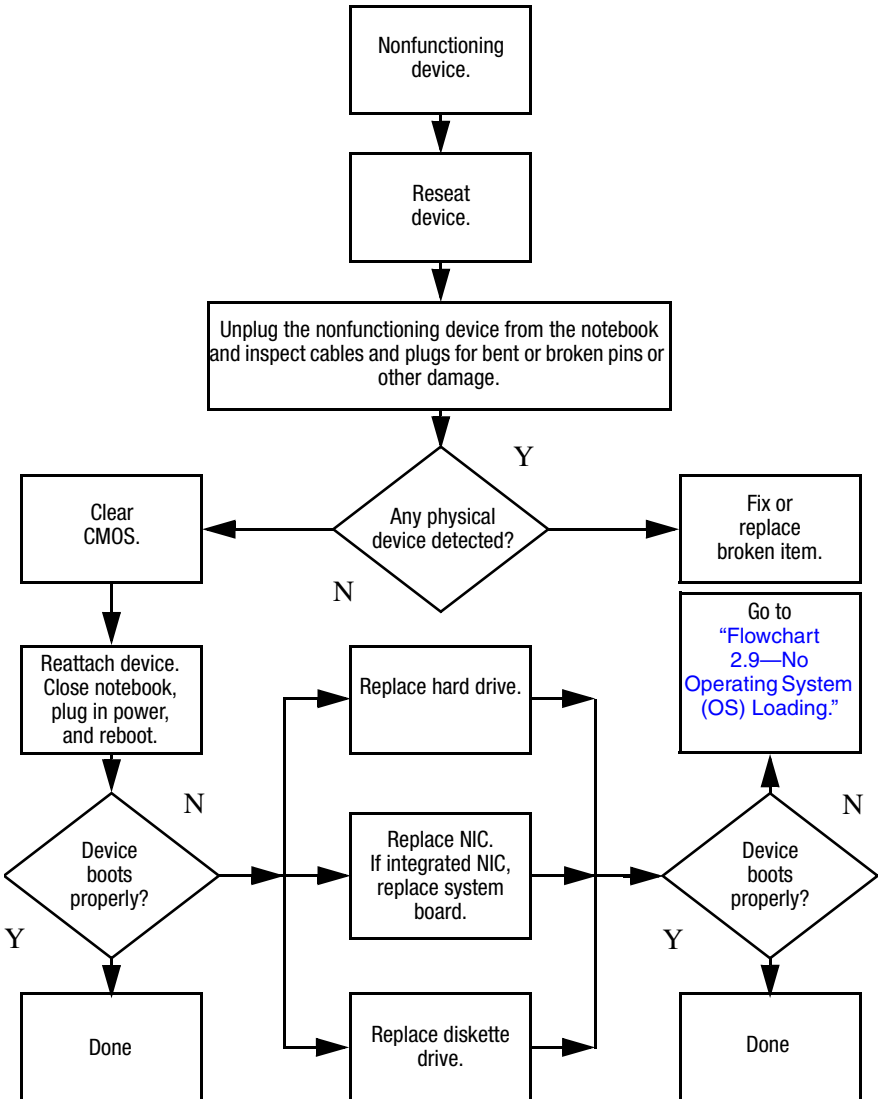 Nonfunctioning
device.
Reseat
device.
Unplug the nonfunctioning device from the notebook
and inspect cables and plugs for bent or broken pins or
other damage.
Y
Clear
CMOS.
Any physical
device detected?
Fix or
replace
broken item.
N
Go to
“Flowchart
2.9—No
Operating System
(OS) Loading.”
Reattach device.
Close notebook,
plug in power,
and reboot.
Replace hard drive.
N
N
Device
boots
properly?
Replace NIC.
If integrated NIC,
replace system
board.
Device
boots
properly?
Y
Y
Done
Replace diskette
drive.
Done